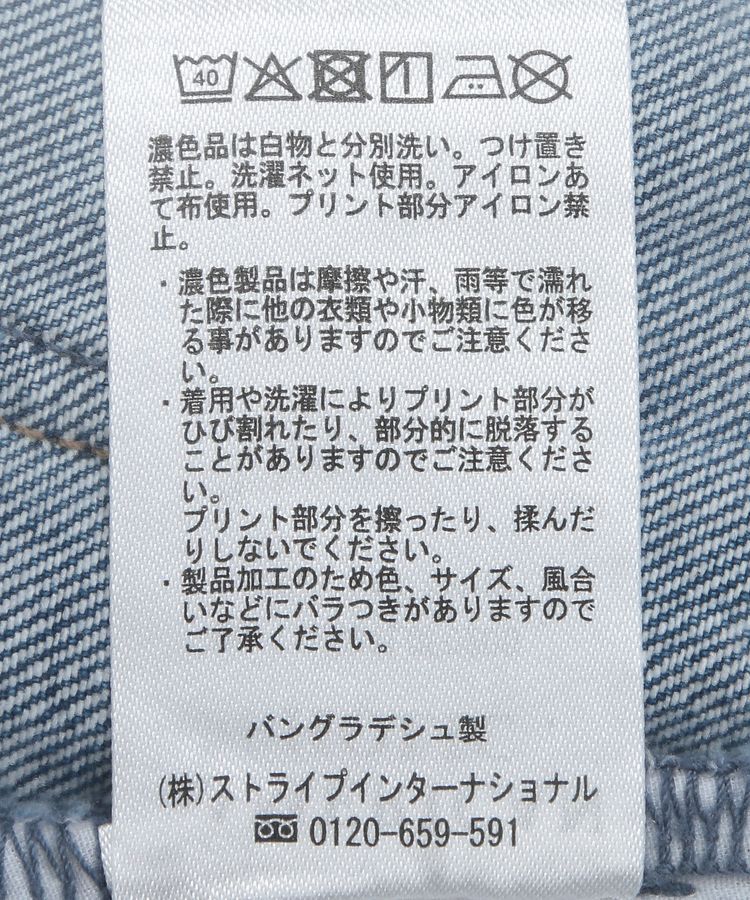 40
濃色品は白物と分別洗い。つけ置き
禁止。洗濯ネット使用。アイロンあ
て布使用。プリント部分アイロン禁
止。
・濃色製品は摩擦や汗、雨等で濡れ
た際に他の衣類や小物類に色が移
る事がありますのでご注意くださ
い。
・着用や洗濯によりプリント部分が
ひび割れたり、部分的に脱落する
ことがありますのでご注意くださ
い。
プリント部分を擦ったり、揉んだ
りしないでください。
・製品加工のため色、サイズ、風合
いなどにバラつきがありますので
ご了承ください。
バングラデシュ製
(株)ストライプインターナショナル
0120-659-591